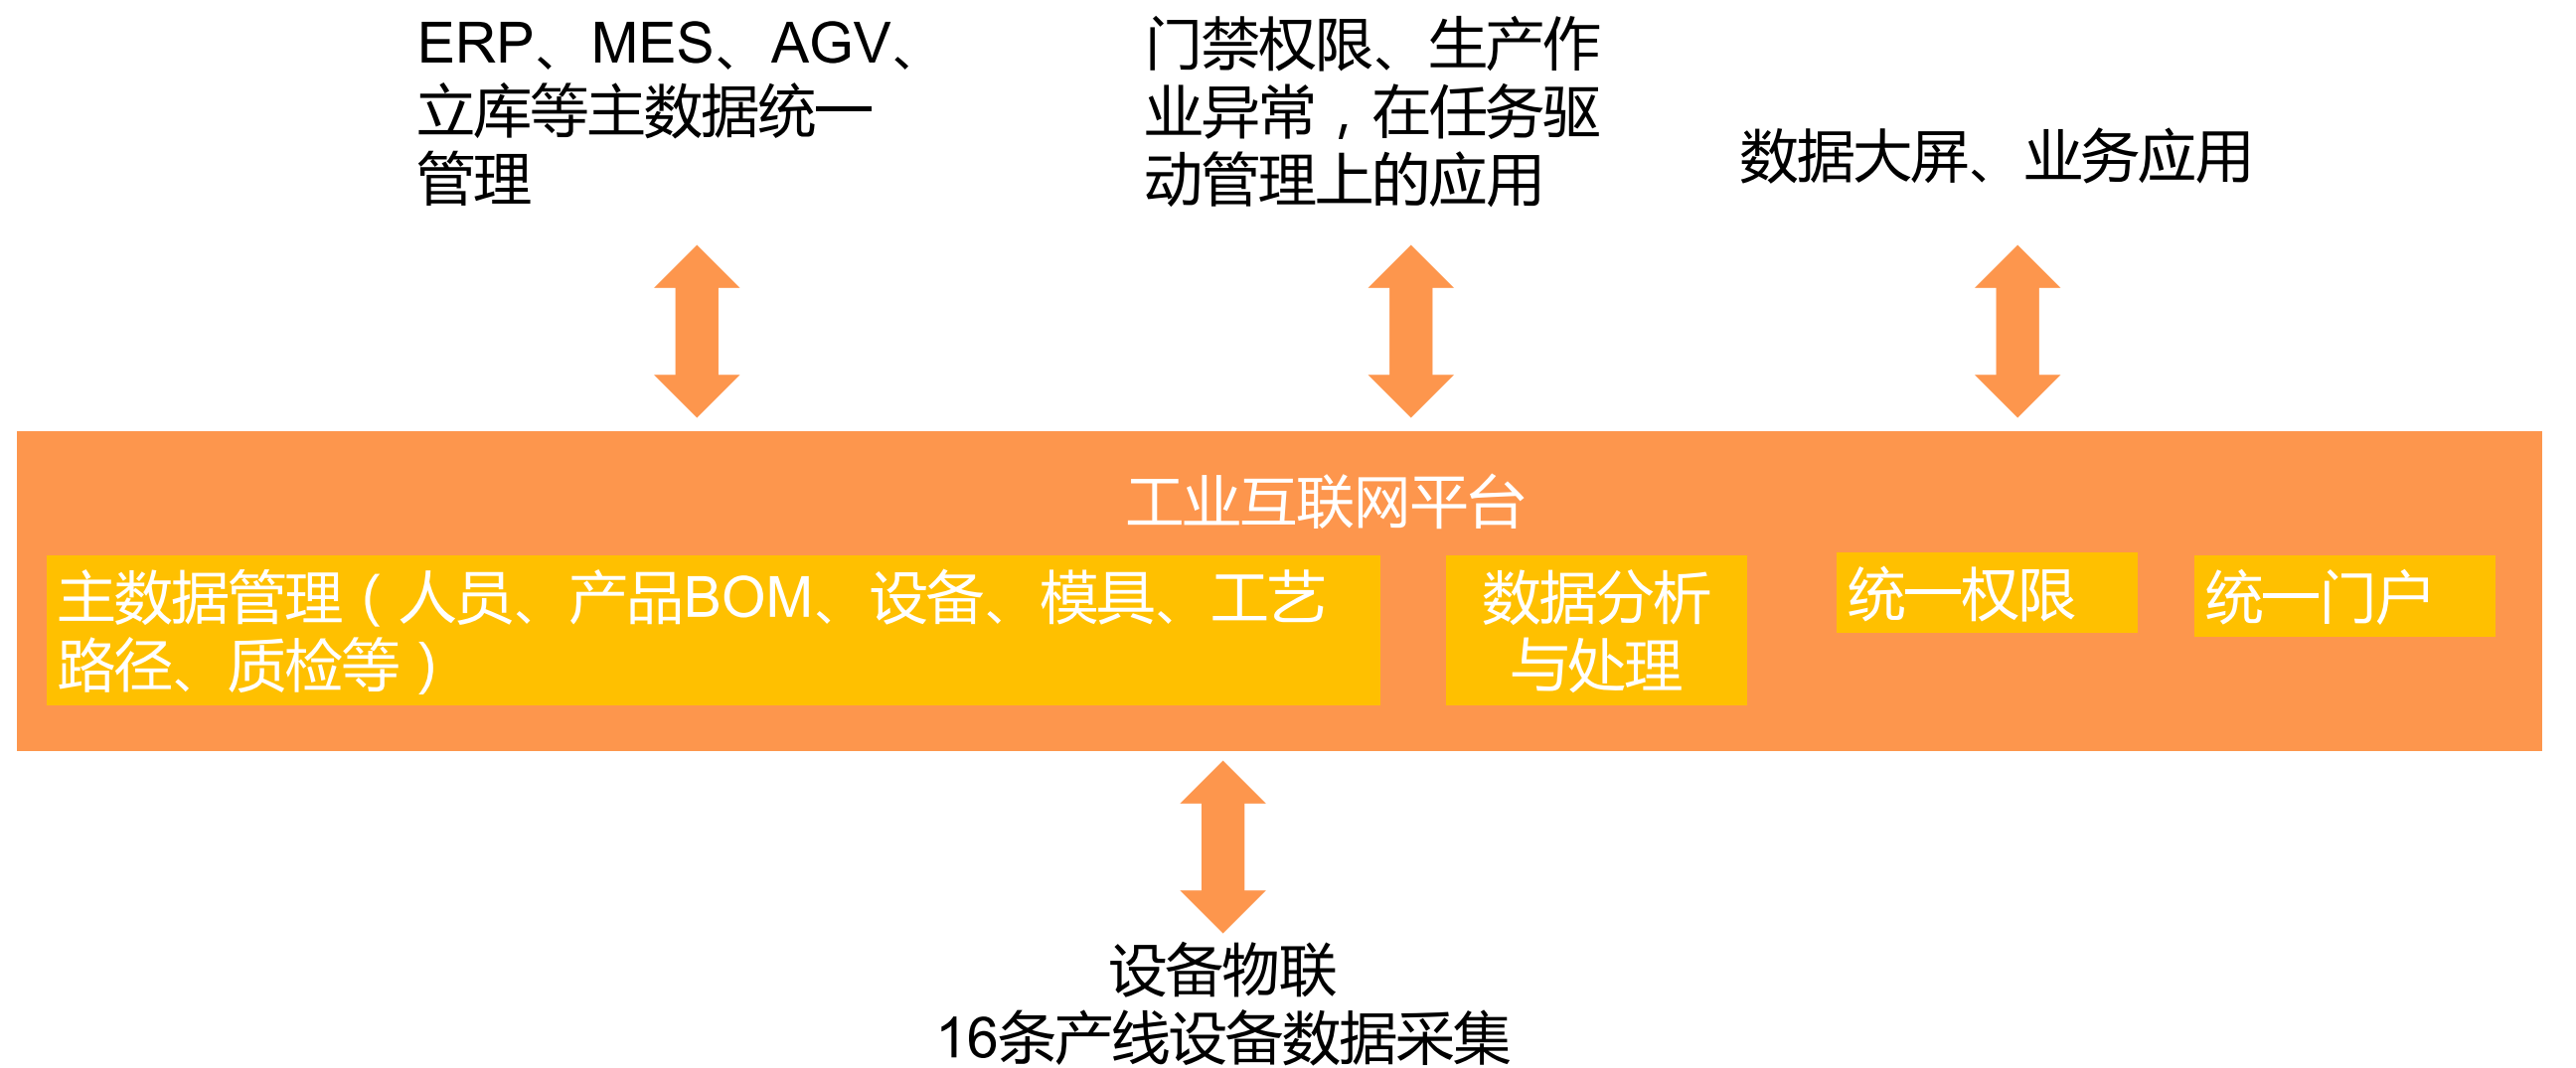 ERP、MES、AGV、
立库等主数据统一
管理
门禁权限、生产作
业异常，在任务驱
动管理上的应用
数据大屏、业务应用
工业互联网平台
主数据管理（人员、产品BOM、设备、模具、工艺
路径、质检等）
数据分析
与处理
统一权限
统一门户
设备物联
16条产线设备数据采集